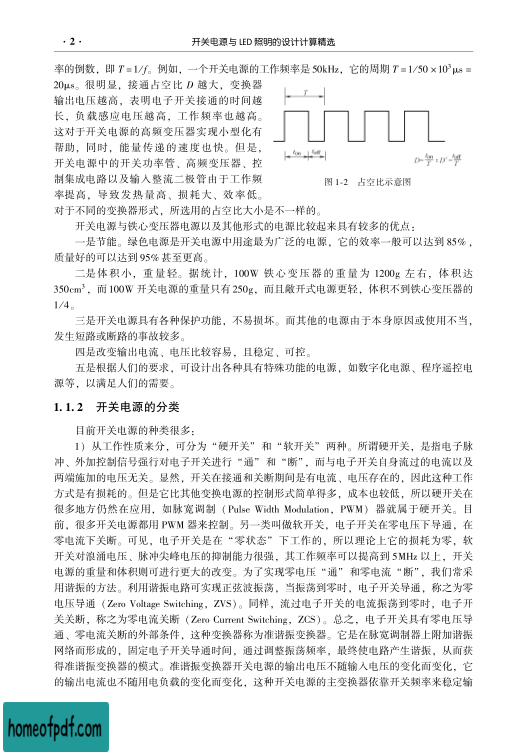 · 2 ·
开关电源与 LED 照明的设计计算精选
率的倒数，即 T = 1/f。例如，一个开关电源的工作频率是 50kHz，它的周期 T = 1/50 × 10³ μs =
20μs。很明显，接通占空比 D 越大，变换器
输出电压越高，表明电子开关接通的时间越
长，负载感应电压越高，工作频率也越高。
这对于开关电源的高频变压器实现小型化有
帮助，同时，能量传递的速度也快。但是，
开关电源中的开关功率管、高频变压器、控
制集成电路以及输入整流二极管由于工作频
率提高，导致发热量高、损耗大、效率低。
T
ton
toff
D=ton/T；D'=toff/T
图 1-2 占空比示意图
对于不同的变换器形式，所选用的占空比大小是不一样的。
开关电源与铁心变压器电源以及其他形式的电源比较起来具有较多的优点：
一是节能。绿色电源是开关电源中用途最为广泛的电源，它的效率一般可以达到 85%，
质量好的可以达到 95% 甚至更高。
二是体积小，重量轻。据统计，100W 铁心变压器的重量为 1200g 左右，体积达
350cm³，而 100W 开关电源的重量只有 250g，而且敞开式电源更轻，体积不到铁心变压器的
1/4。
三是开关电源具有各种保护功能，不易损坏。而其他的电源由于本身原因或使用不当，
发生短路或断路的事故较多。
四是改变输出电流、电压比较容易，且稳定、可控。
五是根据人们的要求，可设计出各种具有特殊功能的电源，如数字化电源、程序遥控电
源等，以满足人们的需要。
1. 1. 2 开关电源的分类
目前开关电源的种类很多：
1）从工作性质来分，可分为“硬开关”和“软开关”两种。所谓硬开关，是指电子脉
冲、外加控制信号强行对电子开关进行“通”和“断”，而与电子开关自身流过的电流以及
两端施加的电压无关。显然，开关在接通和关断期间是有电流、电压存在的，因此这种工作
方式是有损耗的。但是它比其他变换电源的控制形式简单得多，成本也较低，所以硬开关在
很多地方仍然在应用，如脉宽调制（Pulse Width Modulation，PWM）器就属于硬开关。目
前，很多开关电源都用 PWM 器来控制。另一类叫做软开关，电子开关在零电压下导通，在
零电流下关断。可见，电子开关是在“零状态”下工作的，所以理论上它的损耗为零，软
开关对浪涌电压、脉冲尖峰电压的抑制能力很强，其工作频率可以提高到 5MHz 以上，开关
电源的重量和体积则可进行更大的改变。为了实现零电压“通”和零电流“断”，我们常采
用谐振的方法。利用谐振电路可实现正弦波振荡，当振荡到零时，电子开关导通，称之为零
电压导通（Zero Voltage Switching，ZVS）。同样，流过电子开关的电流振荡到零时，电子开
关关断，称之为零电流关断（Zero Current Switching，ZCS）。总之，电子开关具有零电压导
通、零电流关断的外部条件，这种变换器称为准谐振变换器。它是在脉宽调制器上附加谐振
网络而形成的，固定电子开关导通时间，通过调整振荡频率，最终使电路产生谐振，从而获
得准谐振变换器的模式。准谐振变换器开关电源的输出电压不随输入电压的变化而变化，它
的输出电流也不随用电负载的变化而变化，这种开关电源的主变换器依靠开关频率来稳定输
homeofpdf.com